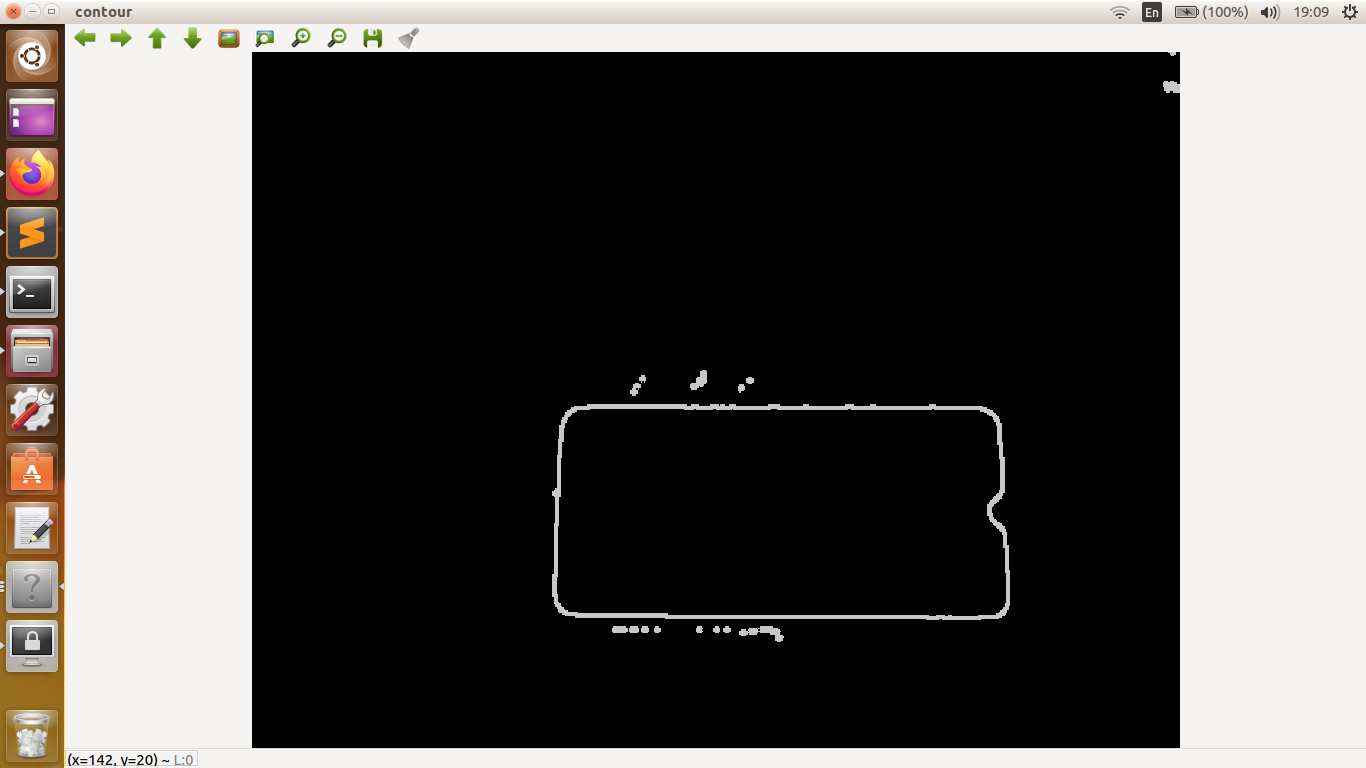 contour
En
(100%)
19:09
(x=142, y=20) ~ L:0